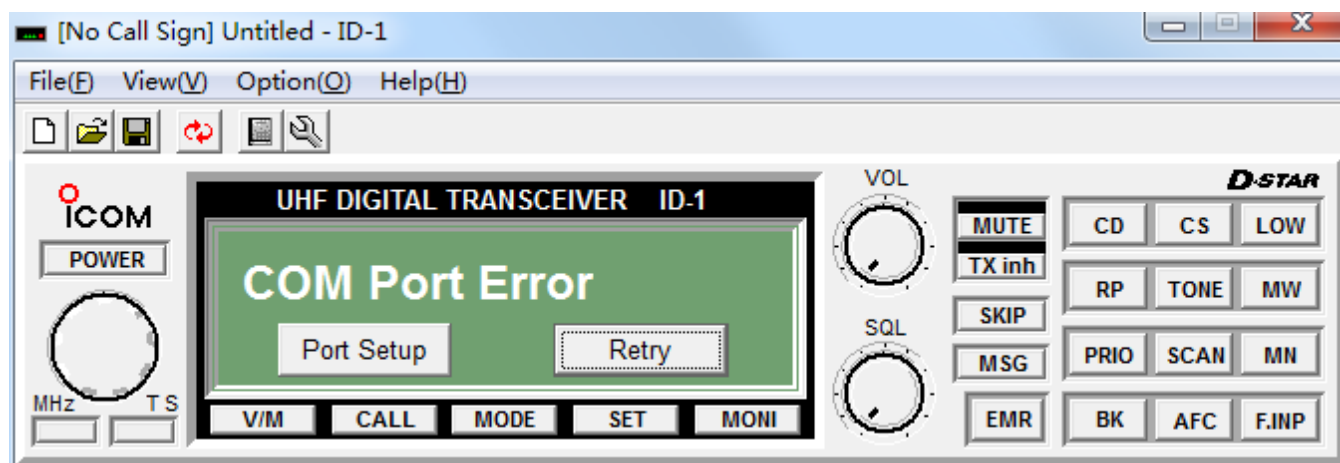 [No Call Sign] Untitled - ID-1
File(F) View(V) Option(O) Help(H)
ICOM
POWER
MHz TS
UHF DIGITAL TRANSCEIVER ID-1
COM Port Error
Port Setup Retry
V/M CALL MODE SET MONI
VOL
SQL
MUTE
TX inh
SKIP
MSG
EMR
D-STAR
CD CS LOW
RP TONE MW
PRIO SCAN MN
BK AFC F.INP